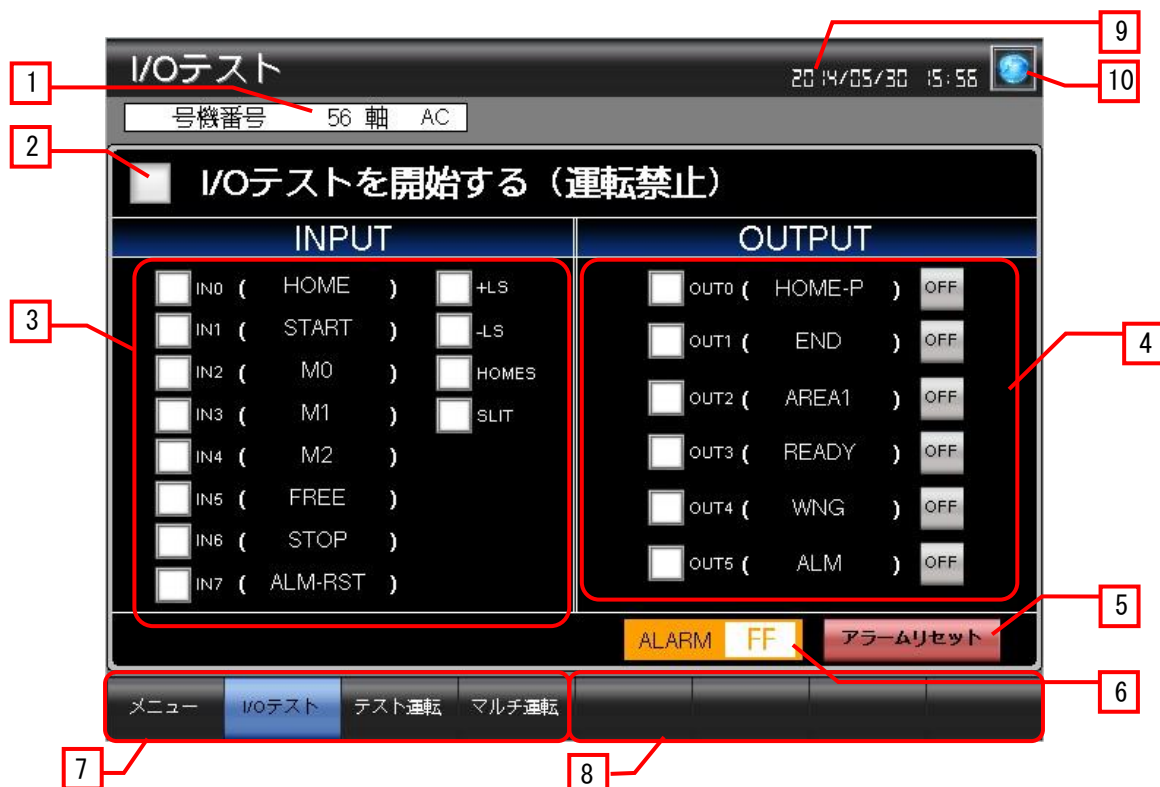 9
I/Oテスト
2014/05/30 15:56
10
1
号機番号 56 軸 AC
2
I/Oテストを開始する（運転禁止）
INPUT
OUTPUT
IN0 ( HOME )
+LS
OUT0 ( HOME-P ) OFF
IN1 ( START )
-LS
OUT1 ( END ) OFF
3
4
IN2 ( M0 )
HOMES
OUT2 ( AREA1 ) OFF
IN3 ( M1 )
SLIT
IN4 ( M2 )
OUT3 ( READY ) OFF
IN5 ( FREE )
OUT4 ( WNG ) OFF
IN6 ( STOP )
OUT5 ( ALM ) OFF
IN7 ( ALM-RST )
5
ALARM FF
アラームリセット
6
メニュー I/Oテスト テスト運転 マルチ運転
7
8